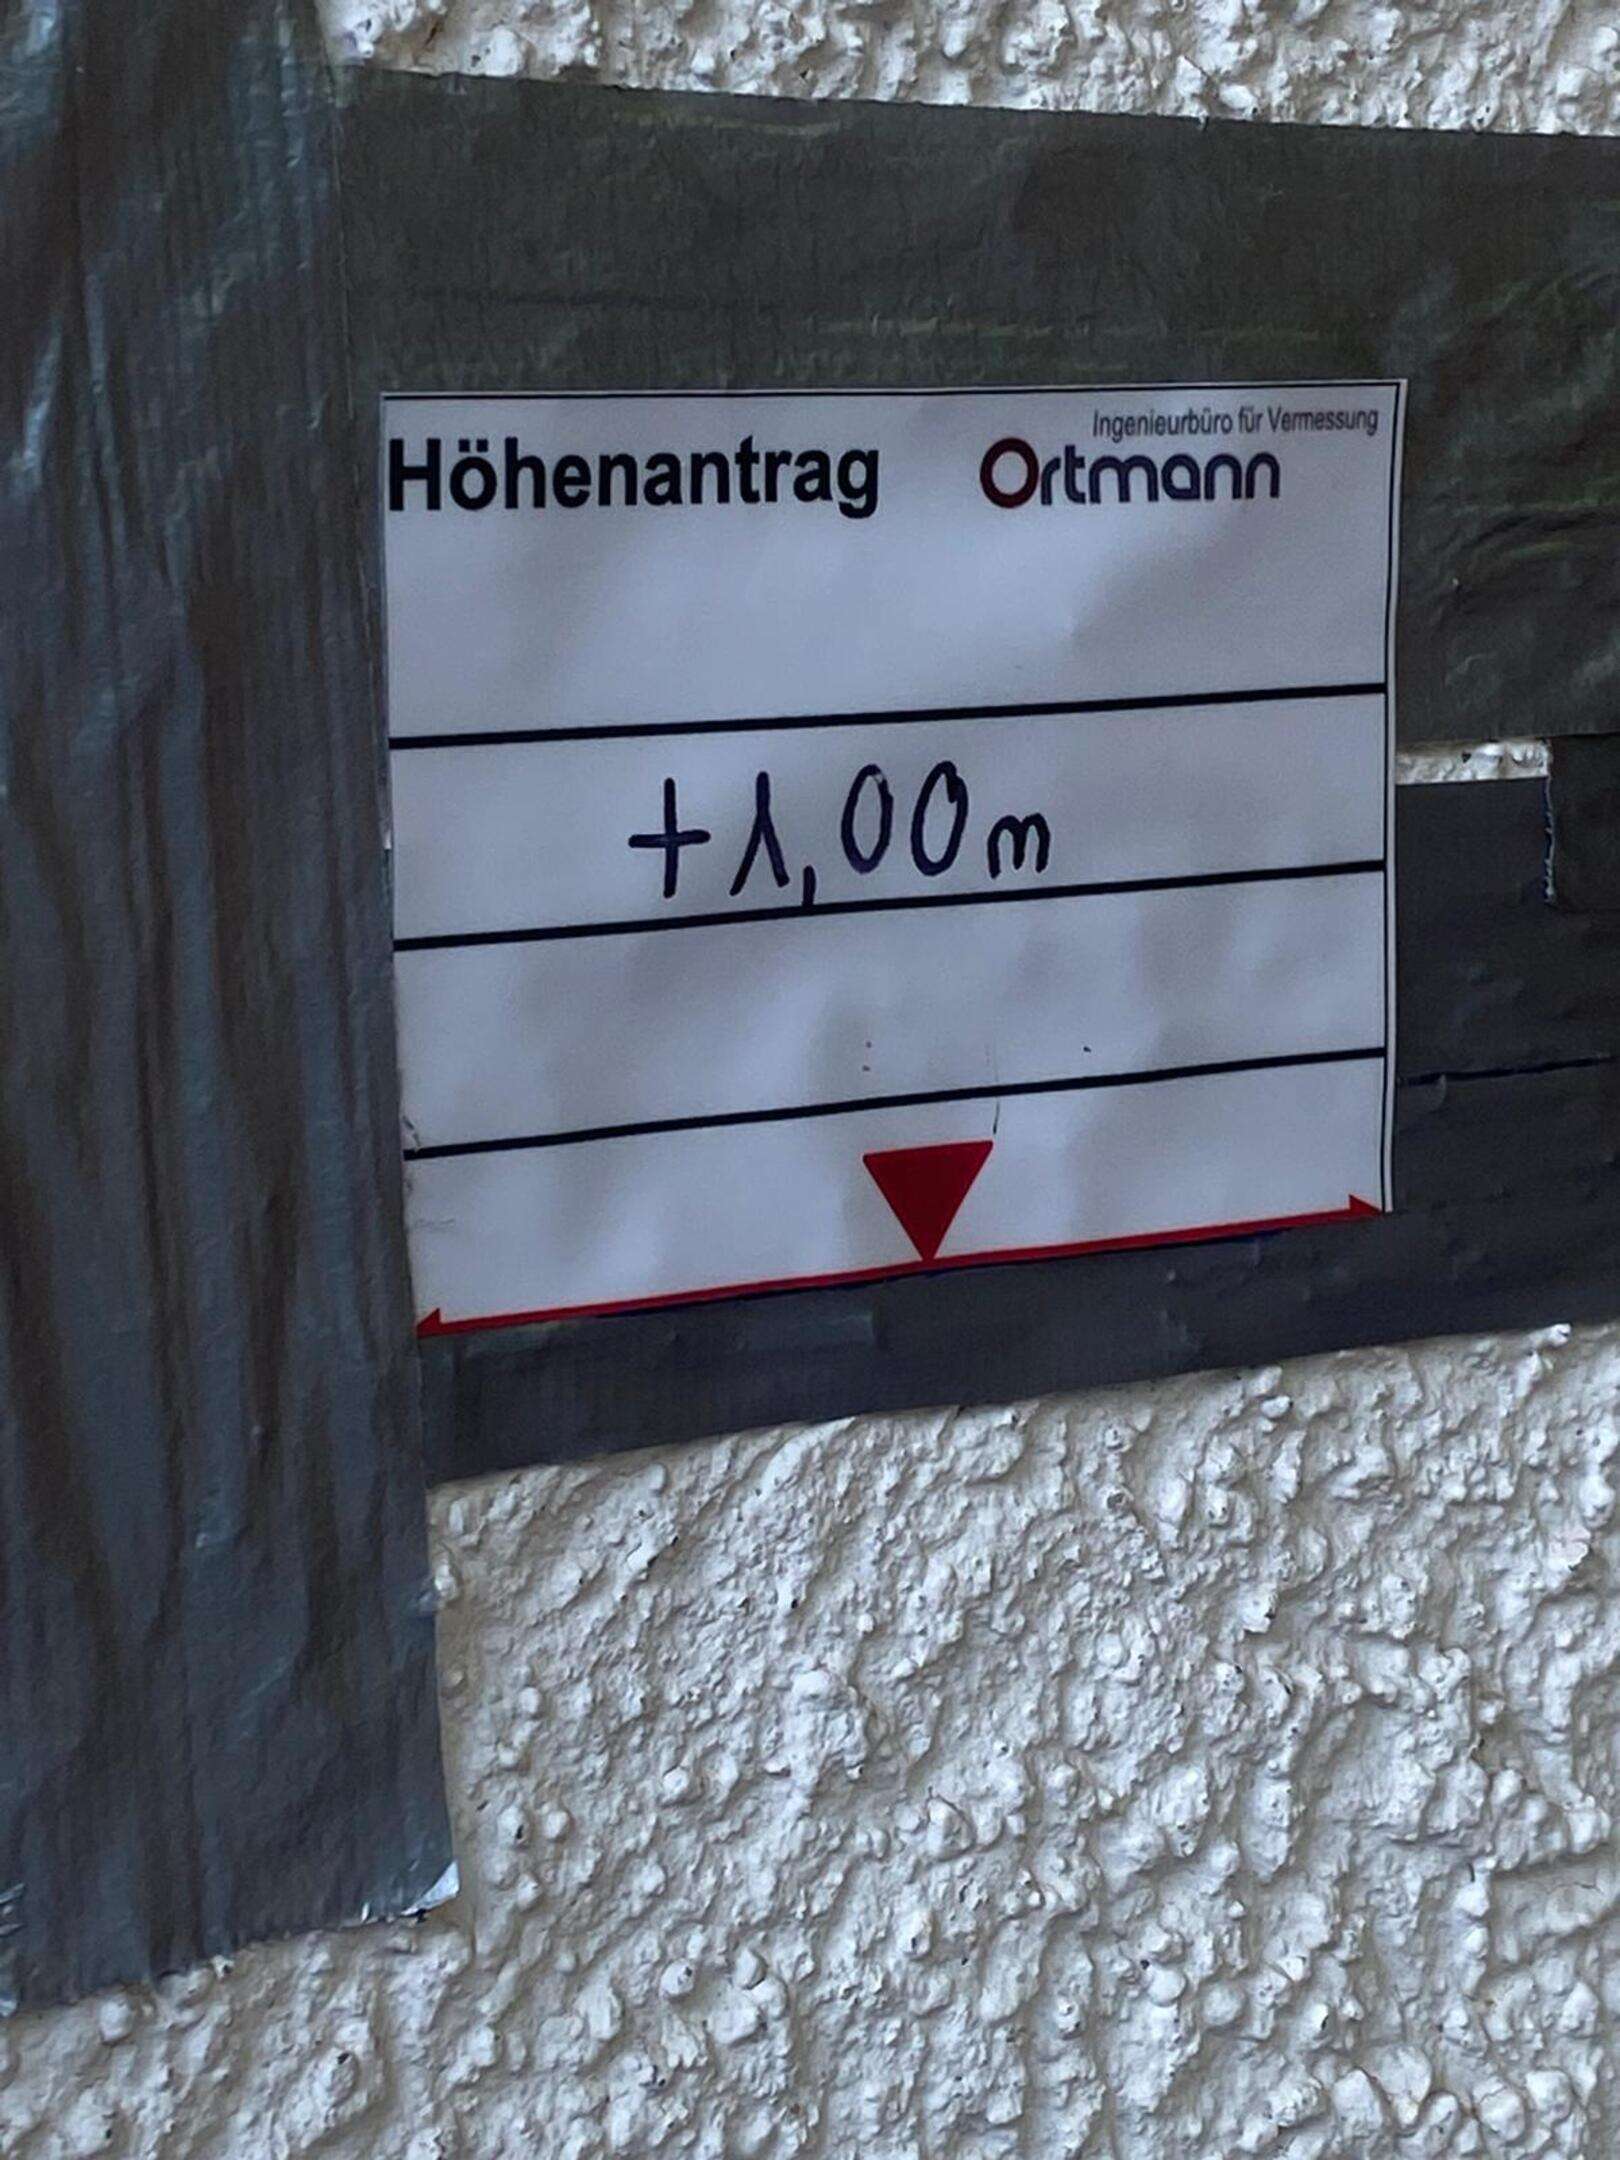 Ingenieurbüro für Vermessung
Höhenantrag Ortmann
+1,00m